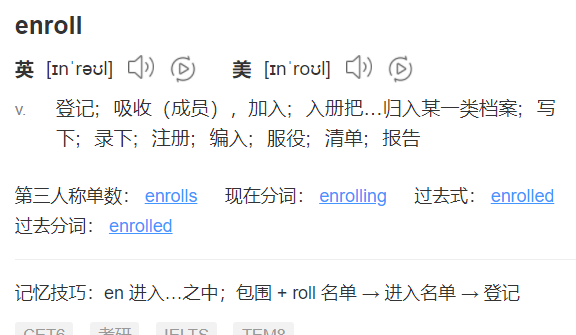 enroll
英 [ɪnˈrəʊl] 美 [ɪnˈroʊl]
v. 登记；吸收（成员），加入；入册把…归入某一类档案；写
下；录下；注册；编入；服役；清单；报告
第三人称单数： enrolls 现在分词： enrolling 过去式： enrolled
过去分词： enrolled
记忆技巧：en 进入…之中；包围 + roll 名单 → 进入名单 → 登记
CET6 考研 IELTS TEM8